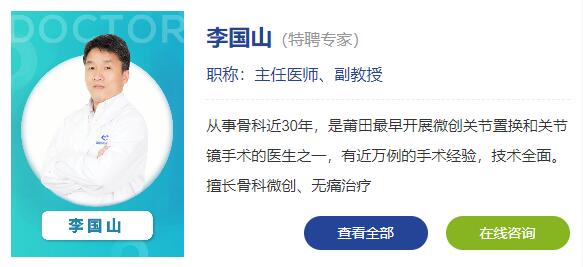 DOCTOR
李国山
李国山（特聘专家）
职称：主任医师、副教授
从事骨科近30年，是莆田最早开展微创关节置换和关节
镜手术的医生之一，有近万例的手术经验，技术全面。
擅长骨科微创、无痛治疗
查看全部
在线咨询